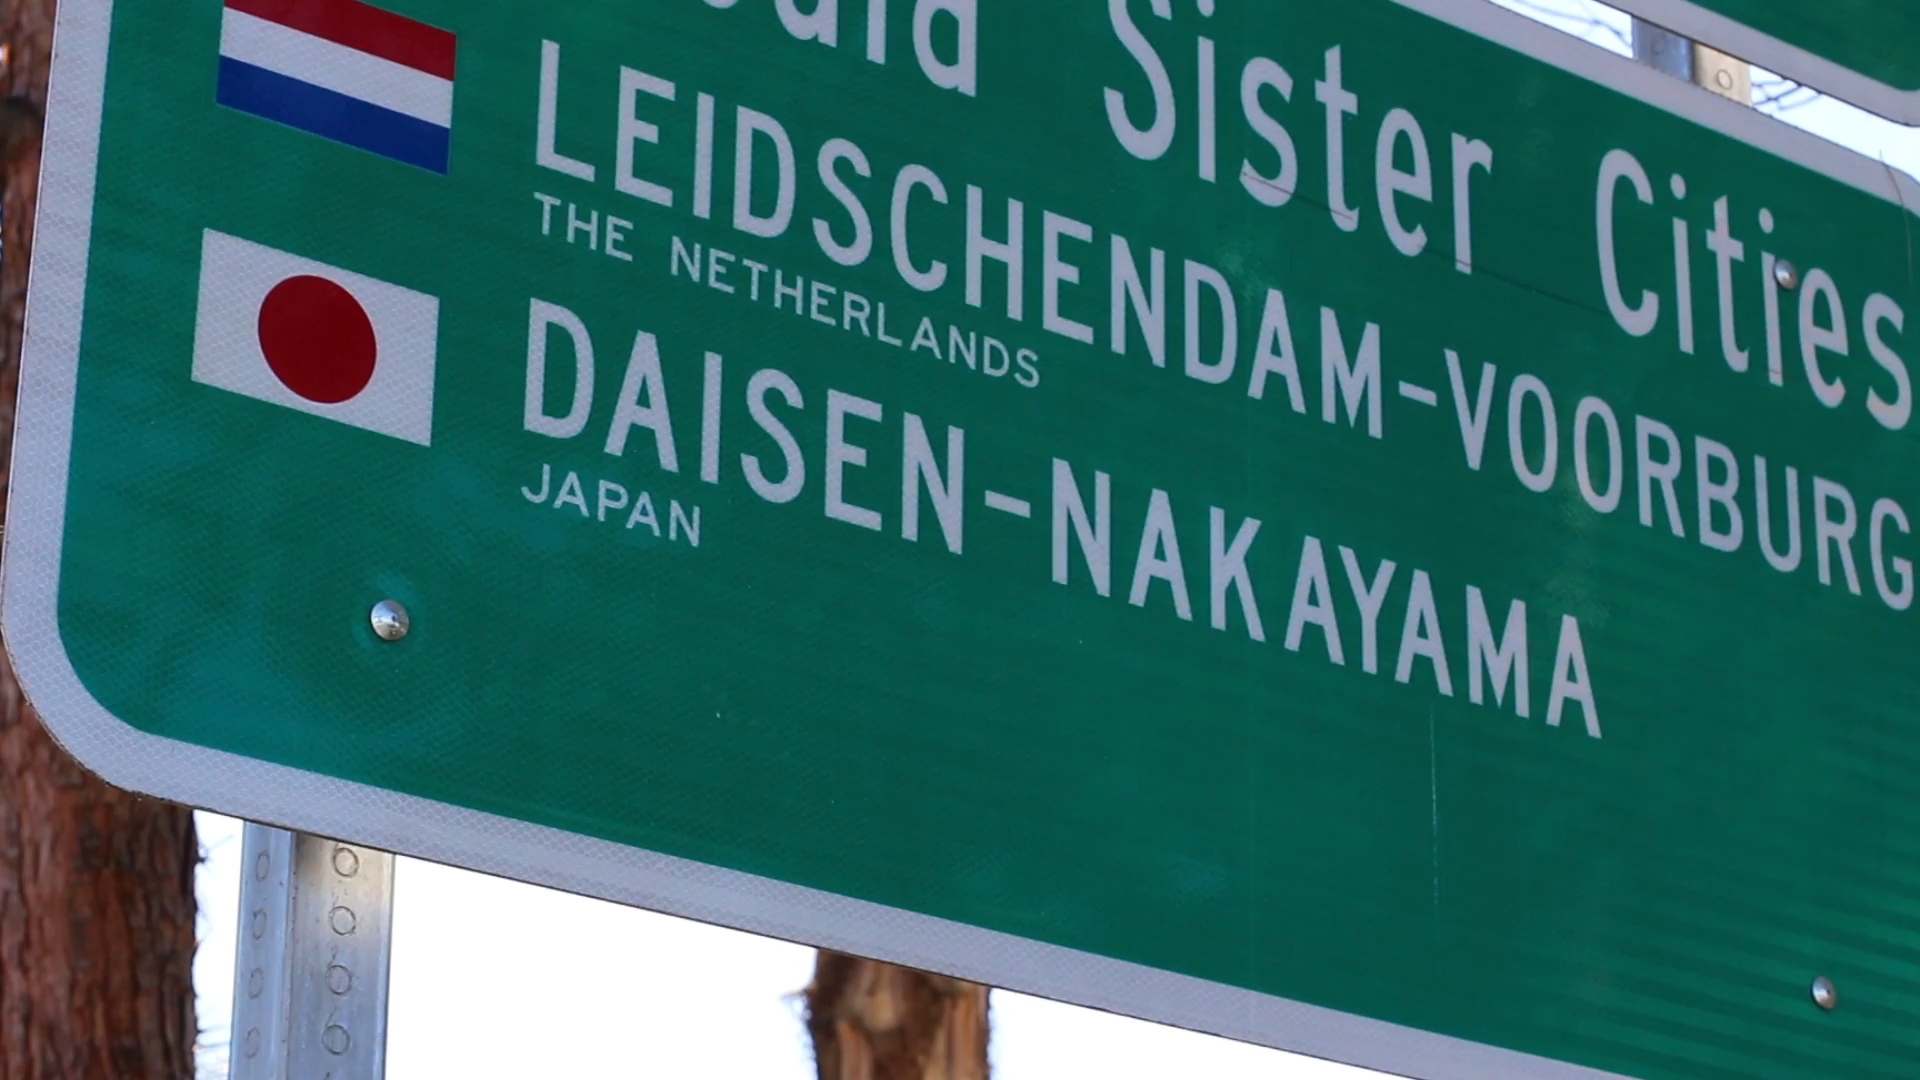 Sister Cities
LEIDSCHENDAM-VOORBURG
THE NETHERLANDS
DAISEN-NAKAYAMA
JAPAN